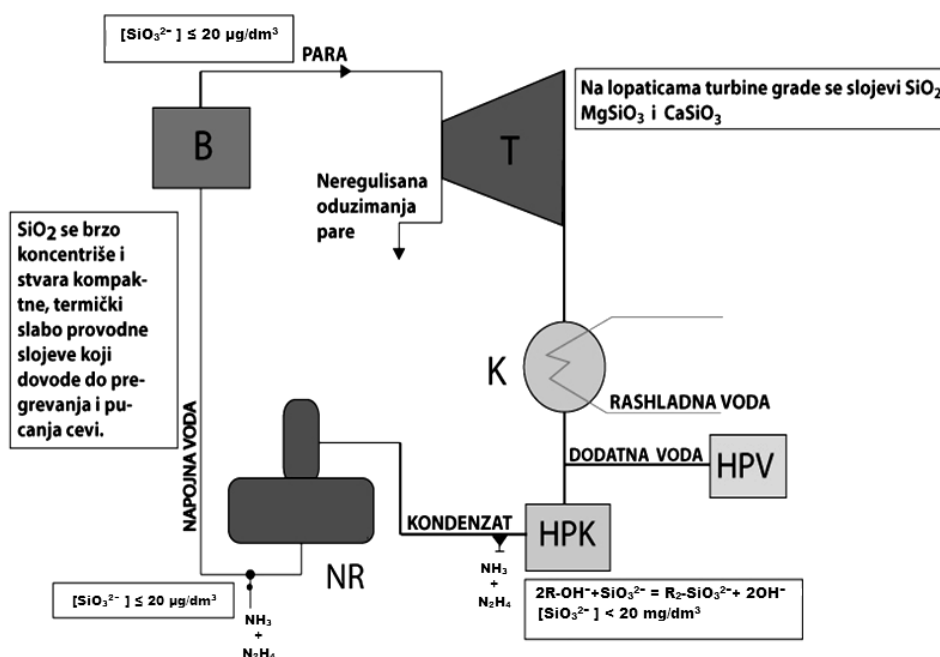 [SiO₃²⁻ ] ≤ 20 µg/dm³
PARA
Na lopaticama turbine grade se slojevi SiO₂
MgSiO₃ i CaSiO₃
B
T
Neregulisana
oduzimanja
pare
SiO₂ se brzo
koncentriše i
stvara kompak-
tne, termički
slabo provodne
slojeve koji
dovode do pre-
grevanja i pu-
canja cevi.
NAPOJNA VODA
K
RASHLADNA VODA
DODATNA VODA
HPV
KONDENZAT
HPK
NR
NH₃
+
N₂H₄
2R-OH⁻+SiO₃²⁻ = R₂-SiO₃²⁻+ 2OH⁻
[SiO₃²⁻ ] < 20 mg/dm³
[SiO₃²⁻ ] ≤ 20 µg/dm³
NH₃
+
N₂H₄